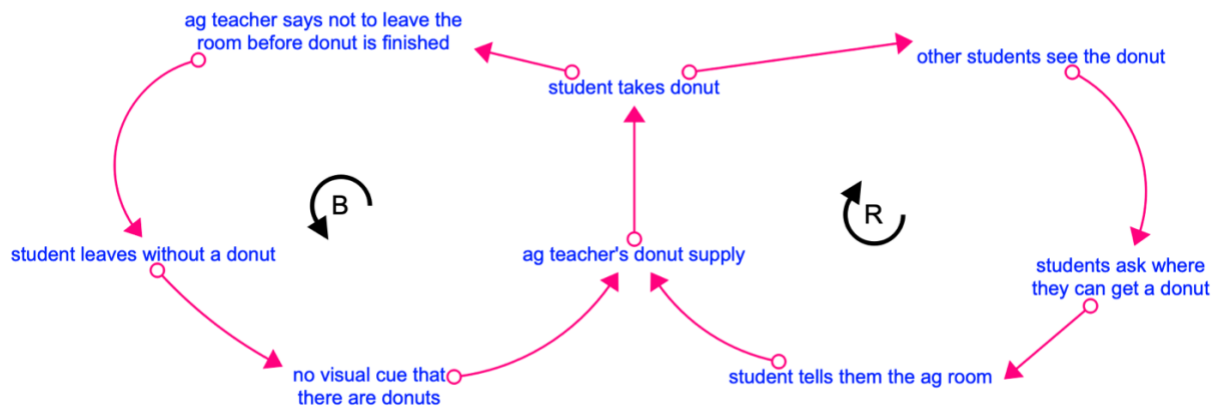 ag teacher says not to leave the
room before donut is finished
student takes donut
other students see the donut
B
R
student leaves without a donut
ag teacher's donut supply
students ask where
they can get a donut
no visual cue that
there are donuts
student tells them the ag room